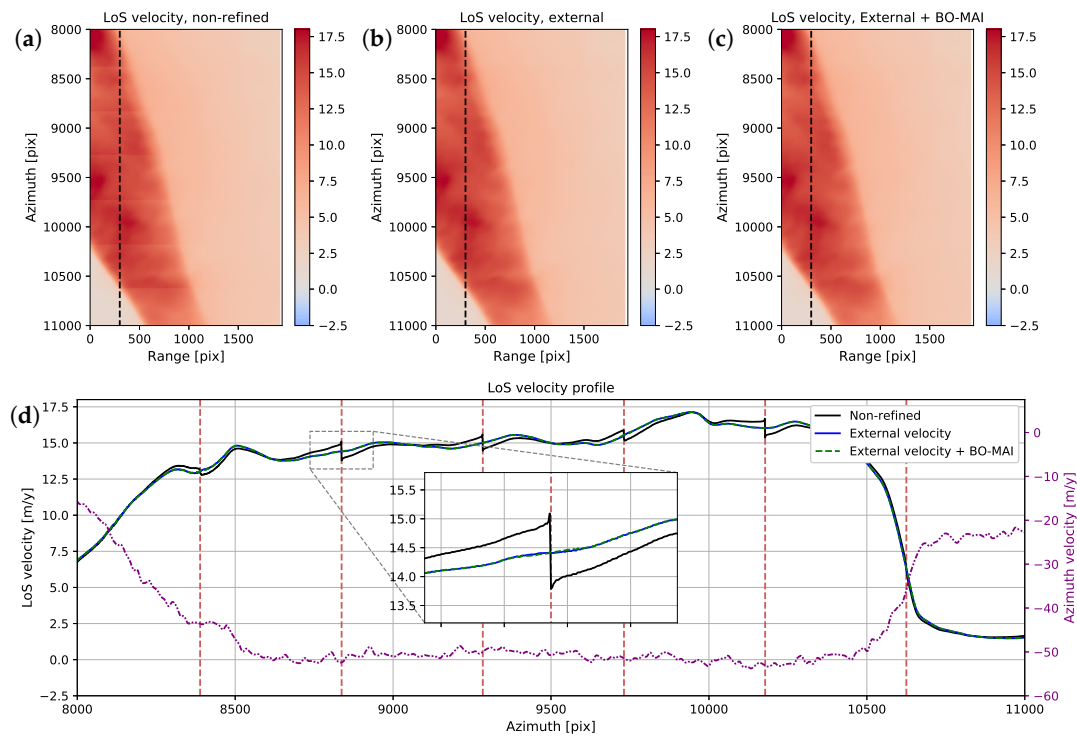 LoS velocity, non-refined
LoS velocity, external
LoS velocity, External + BO-MAI
(a)
(b)
(c)
8000
8500
9000
9500
10000
10500
11000
Azimuth [pix]
0 500 1000 1500
Range [pix]
17.5
15.0
12.5
10.0
7.5
5.0
2.5
0.0
−2.5
8000
8500
9000
9500
10000
10500
11000
Azimuth [pix]
0 500 1000 1500
Range [pix]
17.5
15.0
12.5
10.0
7.5
5.0
2.5
0.0
−2.5
8000
8500
9000
9500
10000
10500
11000
Azimuth [pix]
0 500 1000 1500
Range [pix]
17.5
15.0
12.5
10.0
7.5
5.0
2.5
0.0
−2.5
(d)
LoS velocity profile
17.5
15.0
12.5
10.0
7.5
5.0
2.5
0.0
−2.5
LoS velocity [m/y]
Non-refined
External velocity
External velocity + BO-MAI
15.5
15.0
14.5
14.0
13.5
0
−10
−20
−30
−40
−50
−60
Azimuth velocity [m/y]
8000 8500 9000 9500 10000 10500 11000
Azimuth [pix]